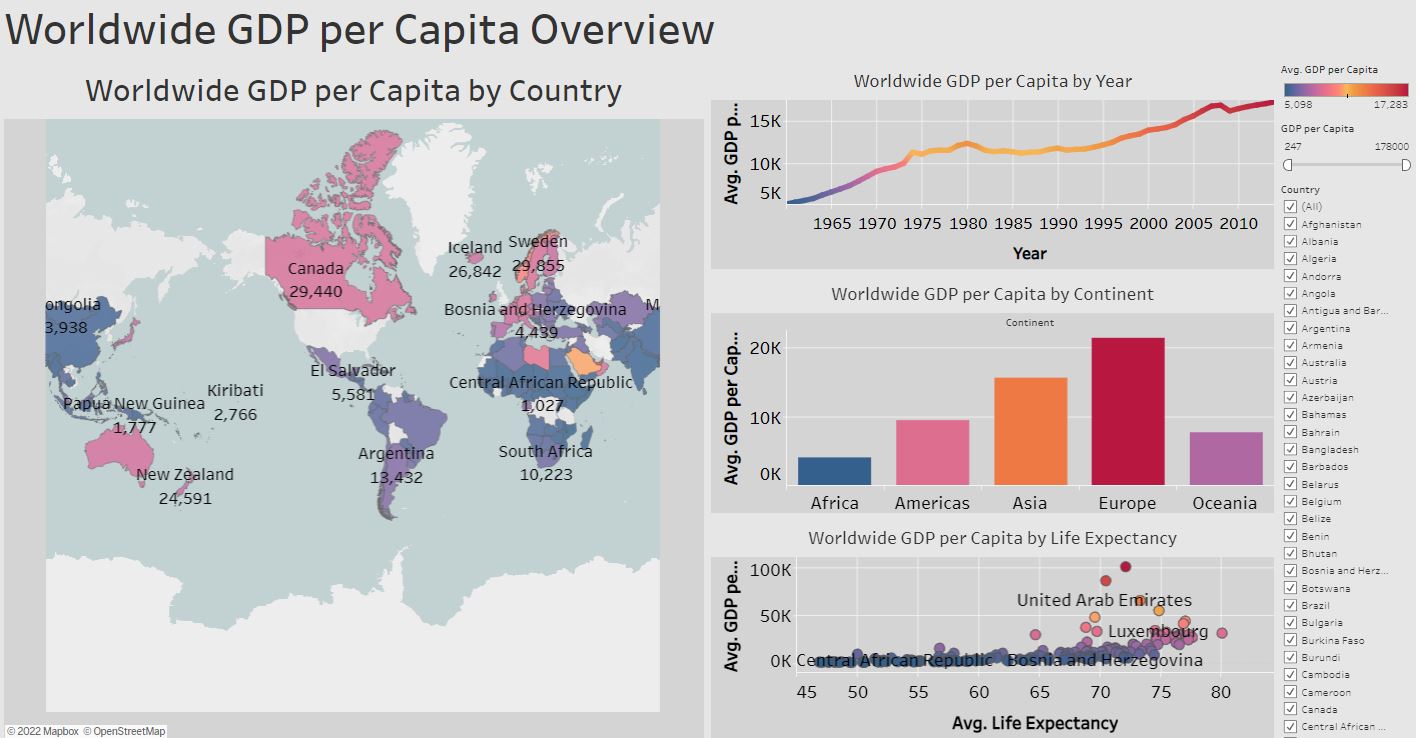 Worldwide GDP per Capita Overview
Worldwide GDP per Capita by Country
Iceland
26,842
Sweden
29,855
Canada
29,440
ongolia
3,938
Bosnia and Herzegovina
4,439
M
El Salvador
5,581
Kiribati
2,766
Central African Republic
1,027
Papua New Guinea
1,777
Argentina
13,432
South Africa
10,223
New Zealand
24,591
© 2022 Mapbox © OpenStreetMap
Worldwide GDP per Capita by Year
Avg. GDP p...
15K
10K
5K
1965 1970 1975 1980 1985 1990 1995 2000 2005 2010
Year
Worldwide GDP per Capita by Continent
Continent
Avg. GDP per Cap...
20K
10K
0K
Africa Americas Asia Europe Oceania
Worldwide GDP per Capita by Life Expectancy
Avg. GDP pe...
100K
50K
0K
United Arab Emirates
Luxembourg
Central African Republic
Bosnia and Herzegovina
45 50 55 60 65 70 75 80
Avg. Life Expectancy
Avg. GDP per Capita
5,098 17,283
GDP per Capita
247 178000
Country
(All)
Afghanistan
Albania
Algeria
Andorra
Angola
Antigua and Bar...
Argentina
Armenia
Australia
Austria
Azerbaijan
Bahamas
Bahrain
Bangladesh
Barbados
Belarus
Belgium
Belize
Benin
Bhutan
Bosnia and Herz...
Botswana
Brazil
Bulgaria
Burkina Faso
Burundi
Cambodia
Cameroon
Canada
Central African ...